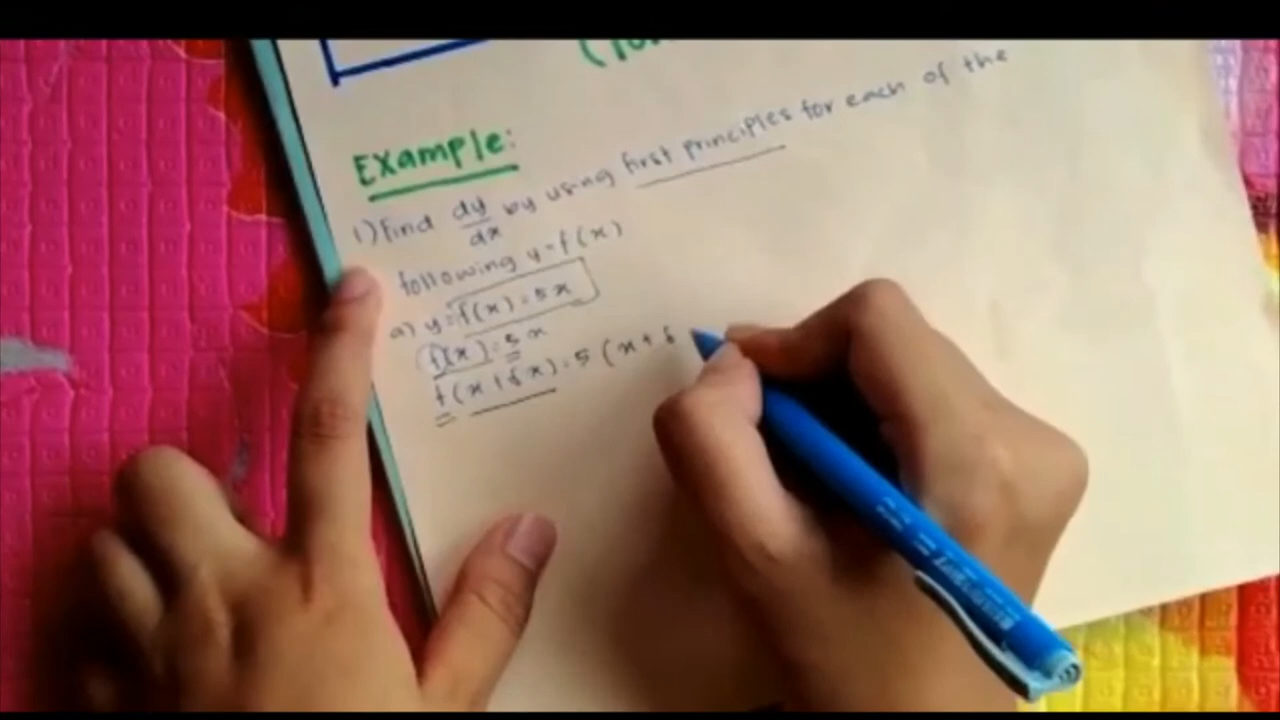 Example:
1) Find dy/dx by using first principles for each of the
following y=f(x)
a) y=f(x)=5x
f(x)=5x
f(x+δx)=5(x+δ